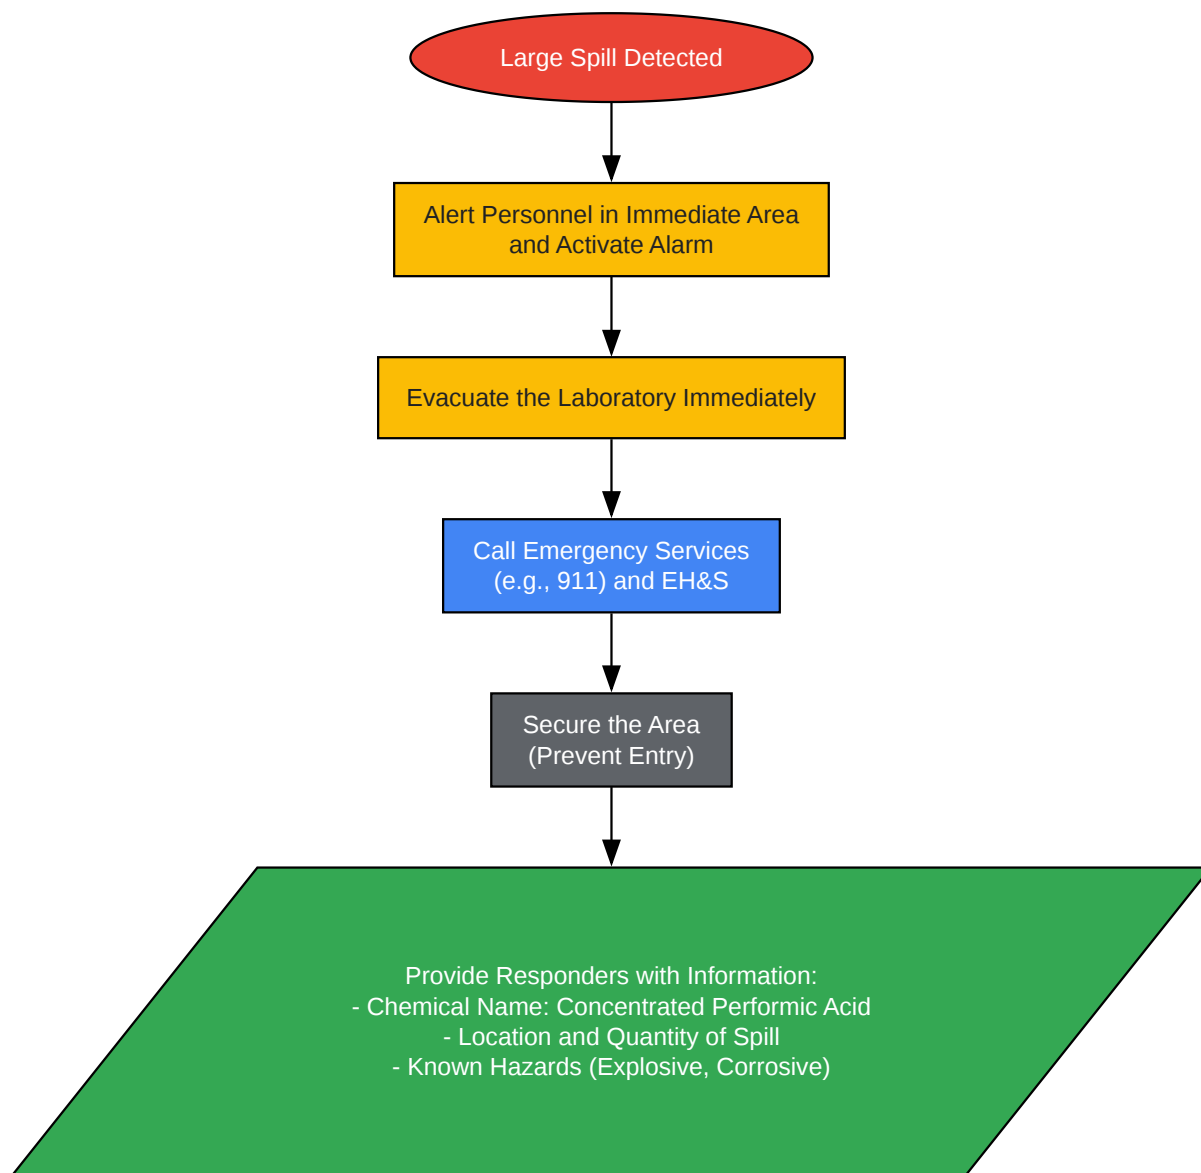 Large Spill Detected
Alert Personnel in Immediate Area
and Activate Alarm
Evacuate the Laboratory Immediately
Call Emergency Services
(e.g., 911) and EH&S
Secure the Area
(Prevent Entry)
Provide Responders with Information:
- Chemical Name: Concentrated Performic Acid
- Location and Quantity of Spill
- Known Hazards (Explosive, Corrosive)